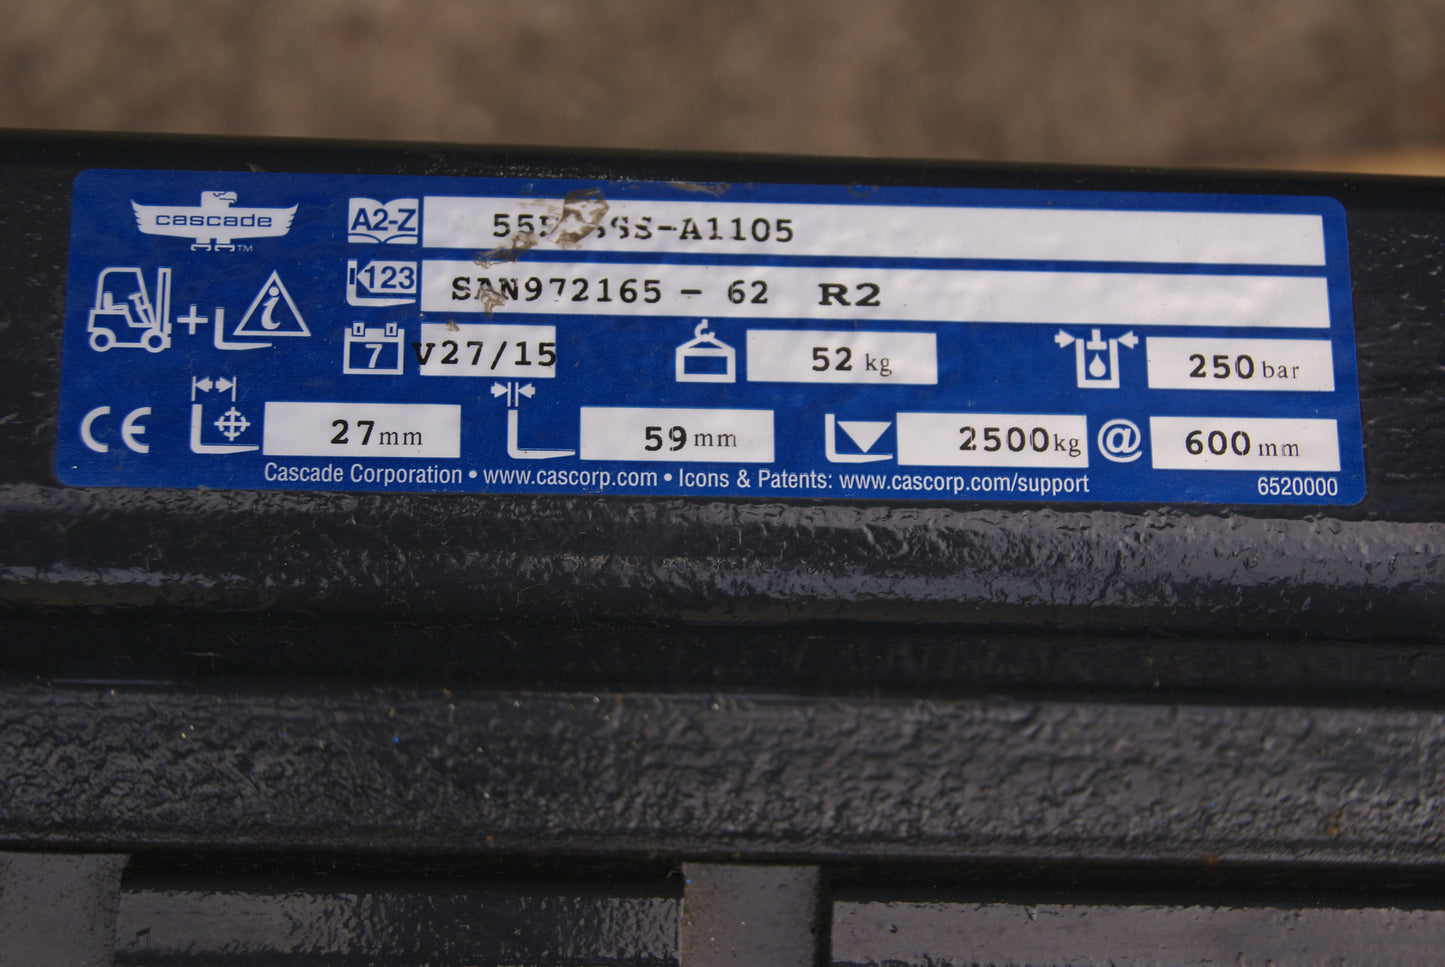 cascade TM
A2-Z
K123
SAN972165 - 62 R2
7 V27/15 52 kg 250 bar
CE 27mm 59mm 2500kg @ 600mm
Cascade Corporation • www.cascorp.com • Icons & Patents: www.cascorp.com/support 6520000